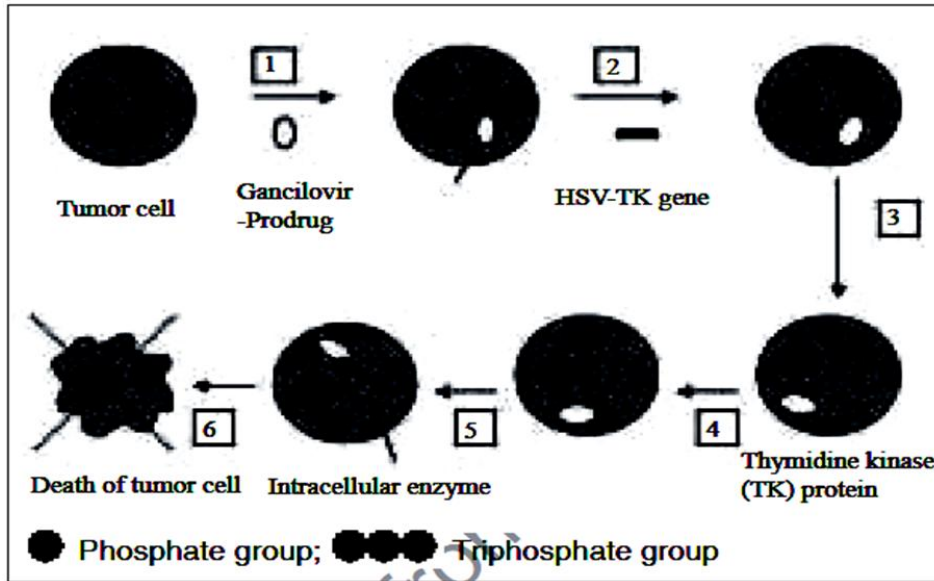 1
2
Tumor cell
Gancilovir
-Prodrug
HSV-TK gene
3
6
5
4
Death of tumor cell
Intracellular enzyme
Thymidine kinase
(TK) protein
Phosphate group; Triphosphate group